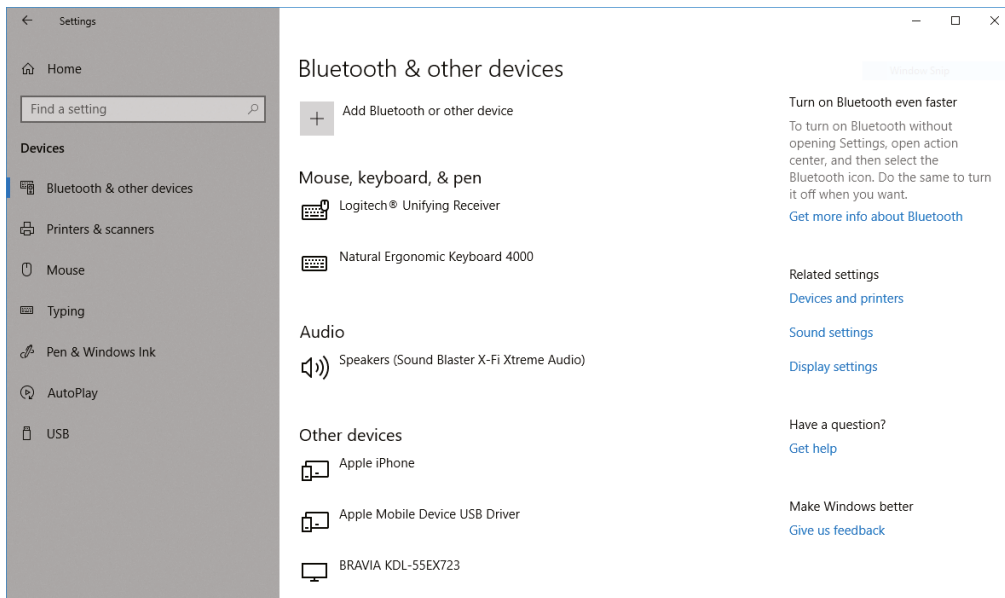 Settings
Home
Find a setting
Devices
Bluetooth & other devices
Printers & scanners
Mouse
Typing
Pen & Windows Ink
AutoPlay
USB
Bluetooth & other devices
Add Bluetooth or other device
Mouse, keyboard, & pen
Logitech® Unifying Receiver
Natural Ergonomic Keyboard 4000
Audio
Speakers (Sound Blaster X-Fi Xtreme Audio)
Other devices
Apple iPhone
Apple Mobile Device USB Driver
BRAVIA KDL-55EX723
Window Snip
Turn on Bluetooth even faster
To turn on Bluetooth without
opening Settings, open action
center, and then select the
Bluetooth icon. Do the same to turn
it off when you want.
Get more info about Bluetooth
Related settings
Devices and printers
Sound settings
Display settings
Have a question?
Get help
Make Windows better
Give us feedback